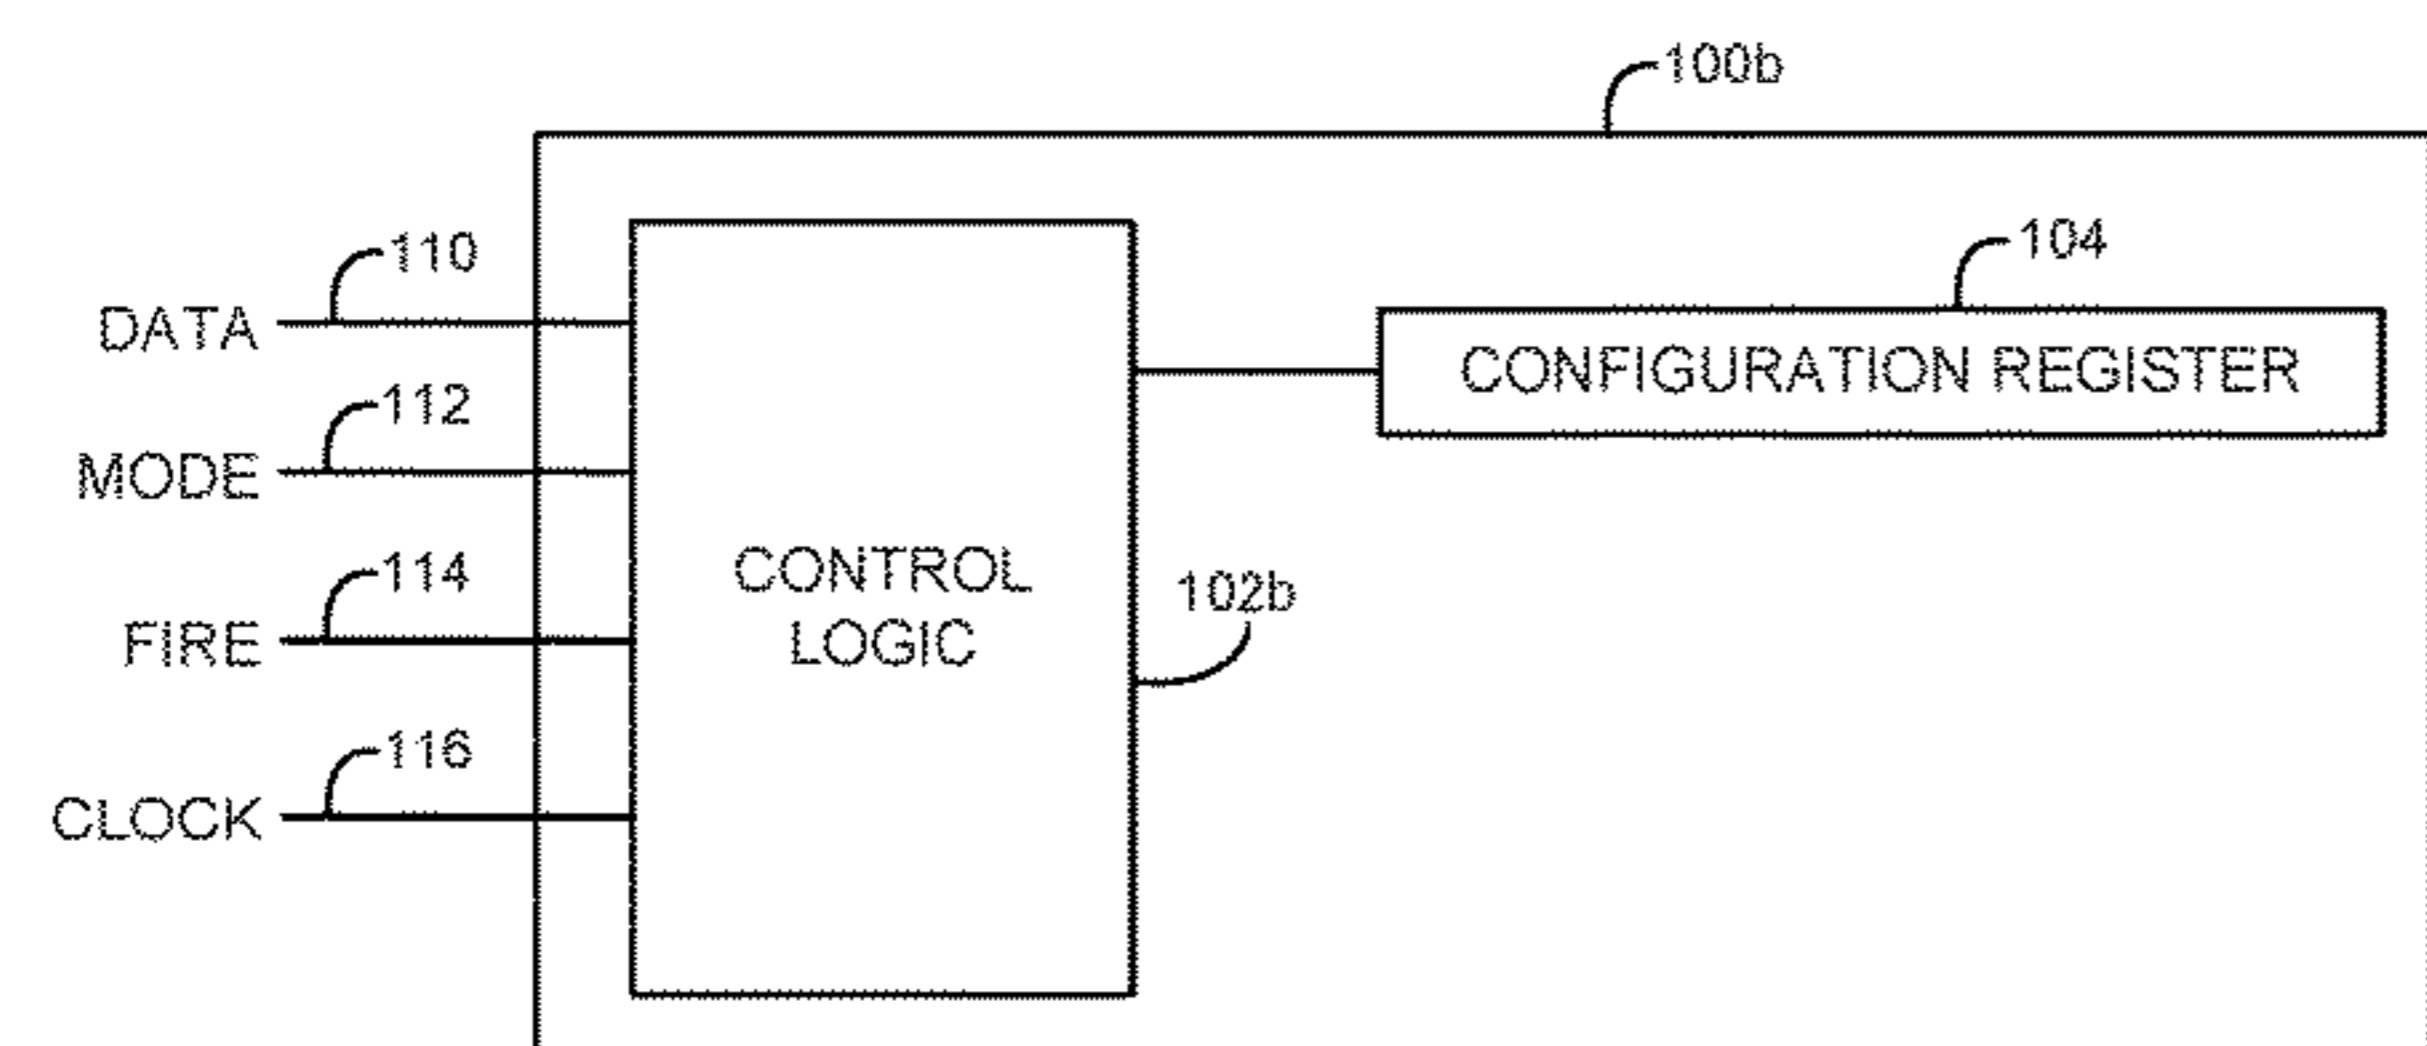 100b
104
110
DATA
CONFIGURATION REGISTER
112
MODE
CONTROL
LOGIC
102b
114
FIRE
116
CLOCK